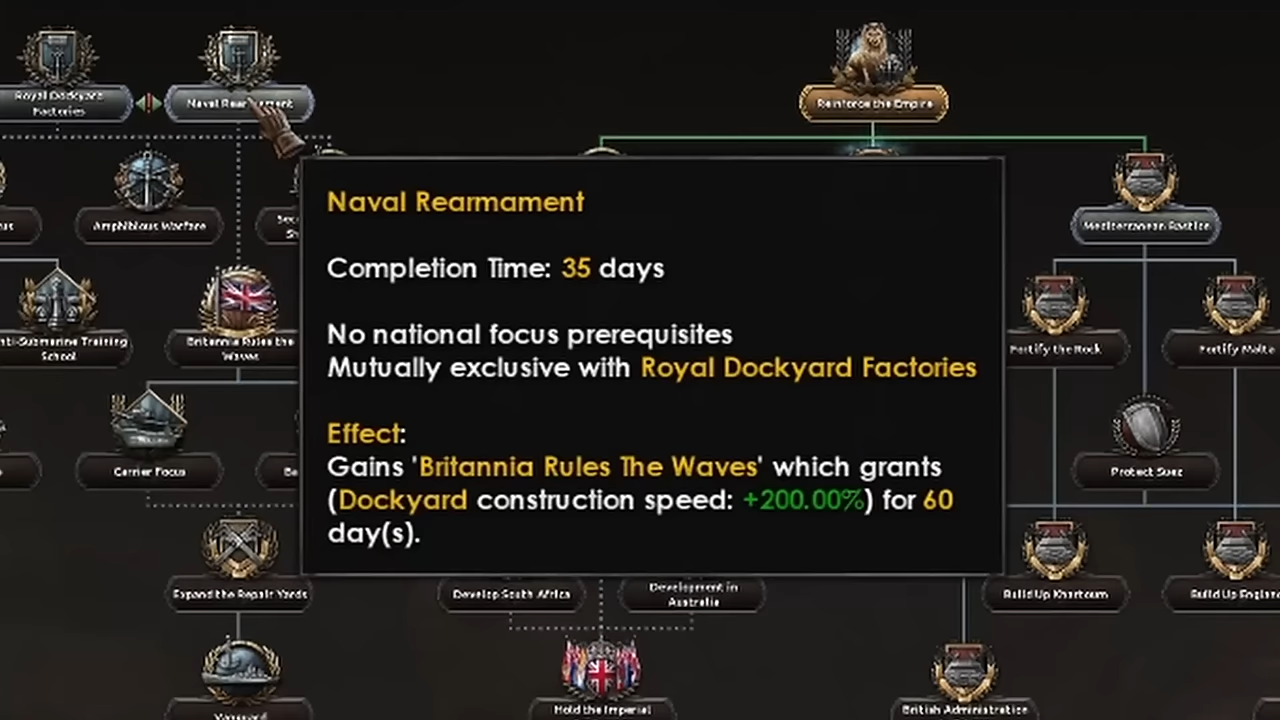 Royal Dockyard
Factories
Naval Rearmament
Reinforce the Empire
Amphibious Warfare
Mediterranean Bastion
Naval Rearmament
Completion Time: 35 days
No national focus prerequisites
Mutually exclusive with Royal Dockyard Factories
Effect:
Gains 'Britannia Rules The Waves' which grants
(Dockyard construction speed: +200.00%) for 60
day(s).
nti-Submarine Training
School
Britannia Rules the
Waves
Fortify the Rock
Fortify Malta
Carrier Focus
Protect Suez
Expand the Repair Yards
Develop South Africa
Development in
Australia
Build Up Khartoum
Build Up Englan
Vanguard
Hold the Imperial
British Administration